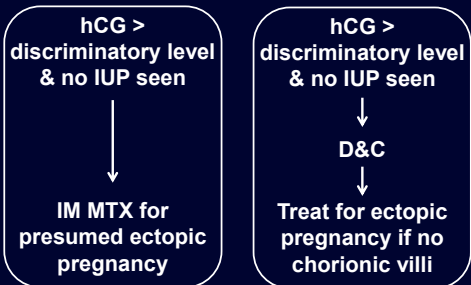 hCG >
discriminatory level
& no IUP seen
IM MTX for
presumed ectopic
pregnancy
hCG >
discriminatory level
& no IUP seen
D&C
Treat for ectopic
pregnancy if no
chorionic villi